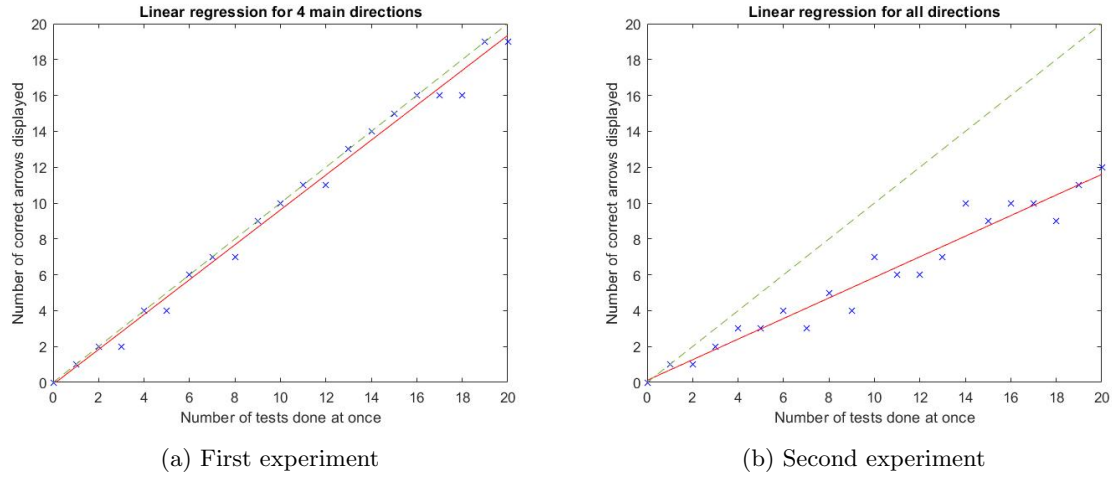 Linear regression for 4 main directions
20
18
16
14
12
10
8
6
4
2
0
Number of correct arrows displayed
0 2 4 6 8 10 12 14 16 18 20
Number of tests done at once
(a) First experiment
Linear regression for all directions
20
18
16
14
12
10
8
6
4
2
0
Number of correct arrows displayed
0 2 4 6 8 10 12 14 16 18 20
Number of tests done at once
(b) Second experiment